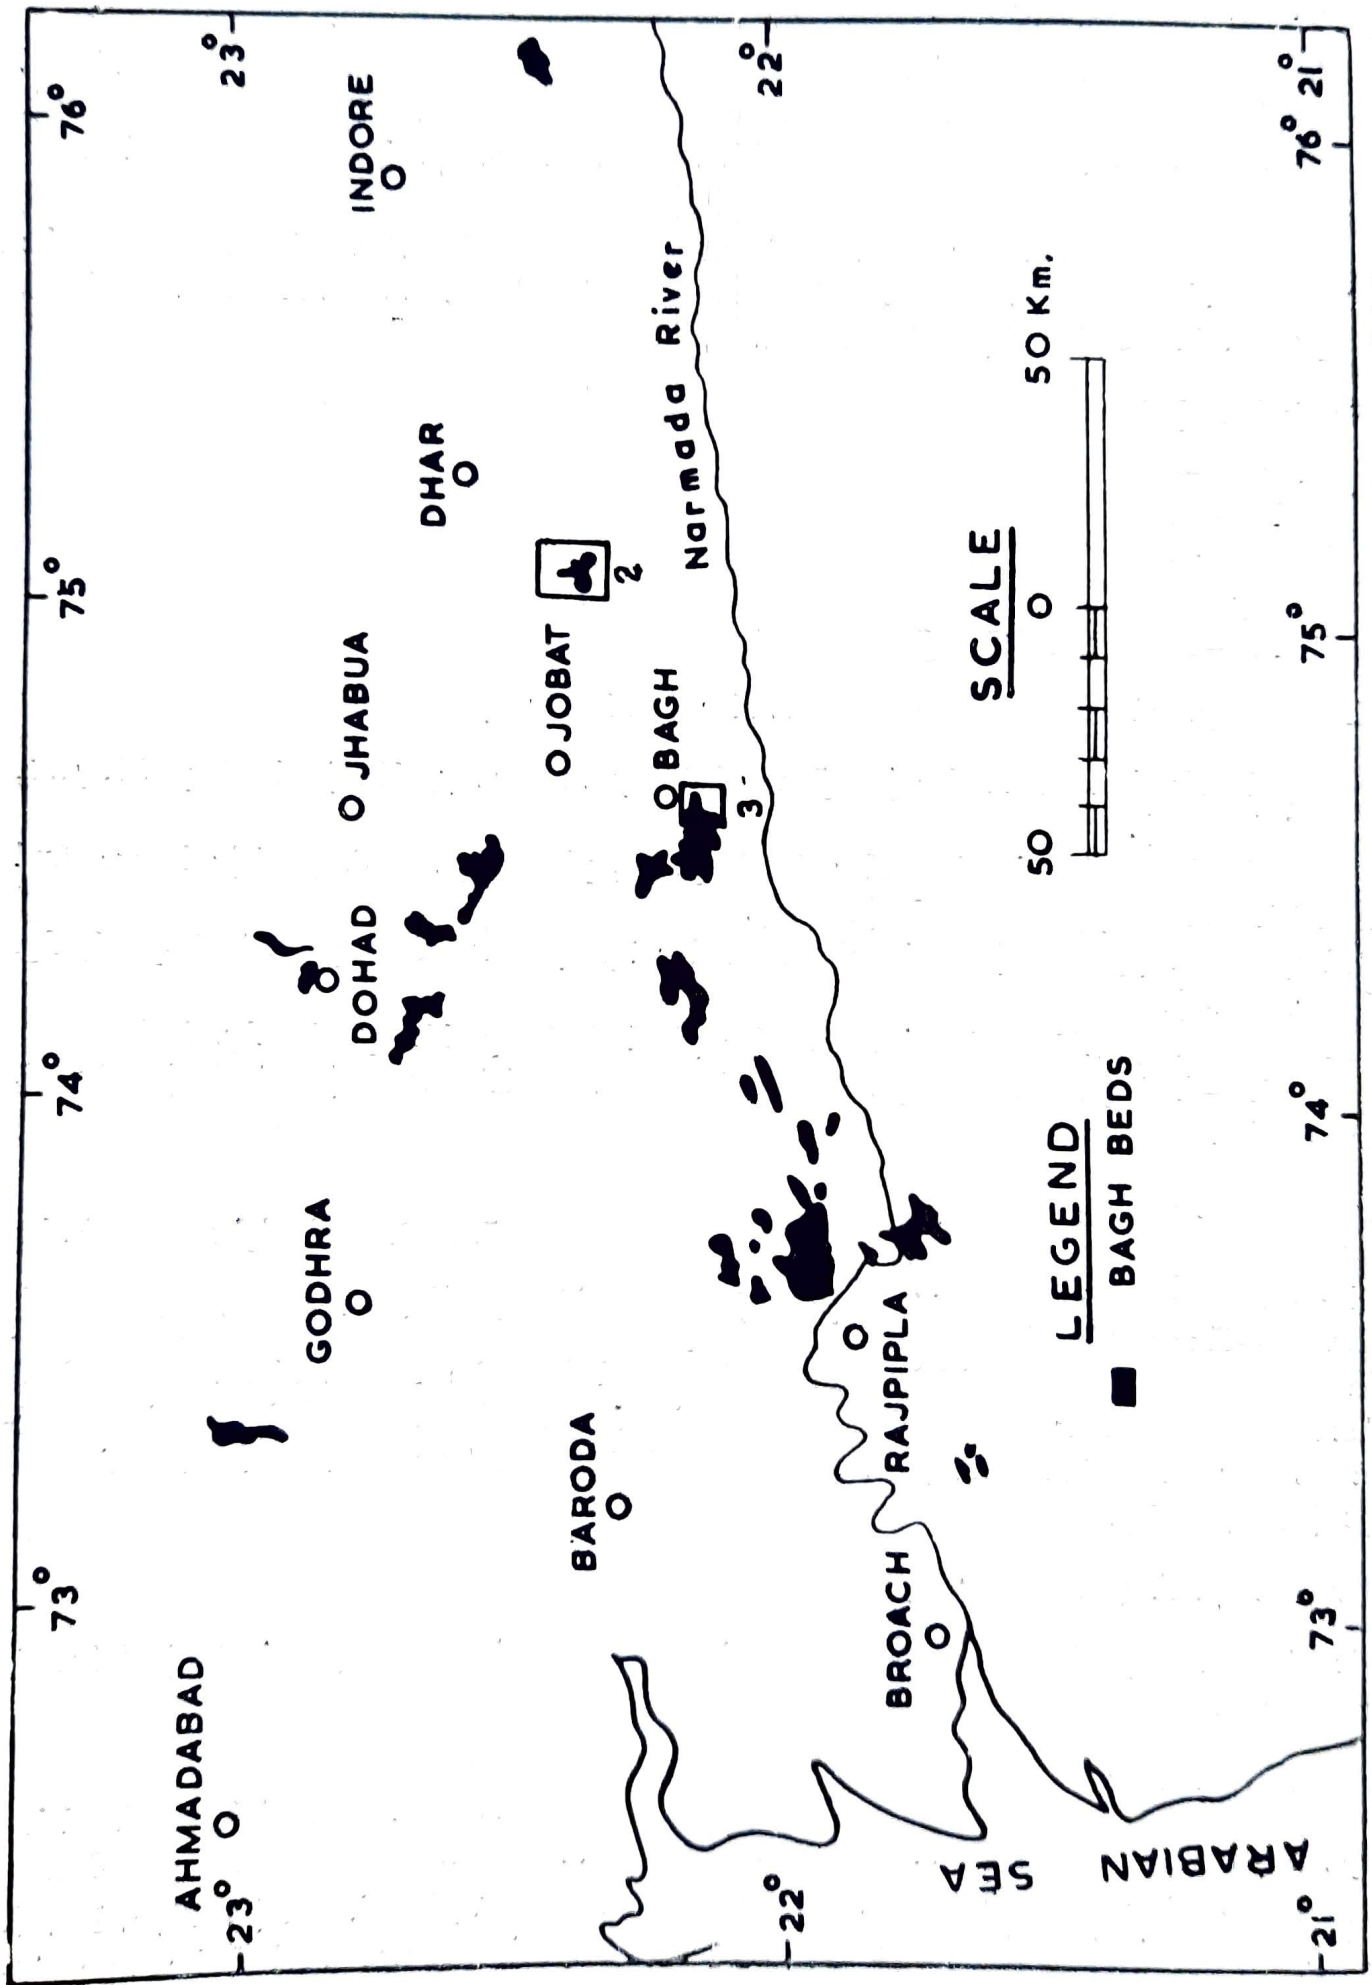 73°
74°
75°
76°
AHMADABAD
23°
23°
GODHRA
DOHAD
JHABUA
INDORE
DHAR
BARODA
JOBAT
2
BAGH
3
Narmada River
22°
22°
BROACH
RAJPIPLA
ARABIAN
SEA
LEGEND
BAGH BEDS
SCALE
50 0 50 Km.
21°
21°
73°
74°
75°
76°